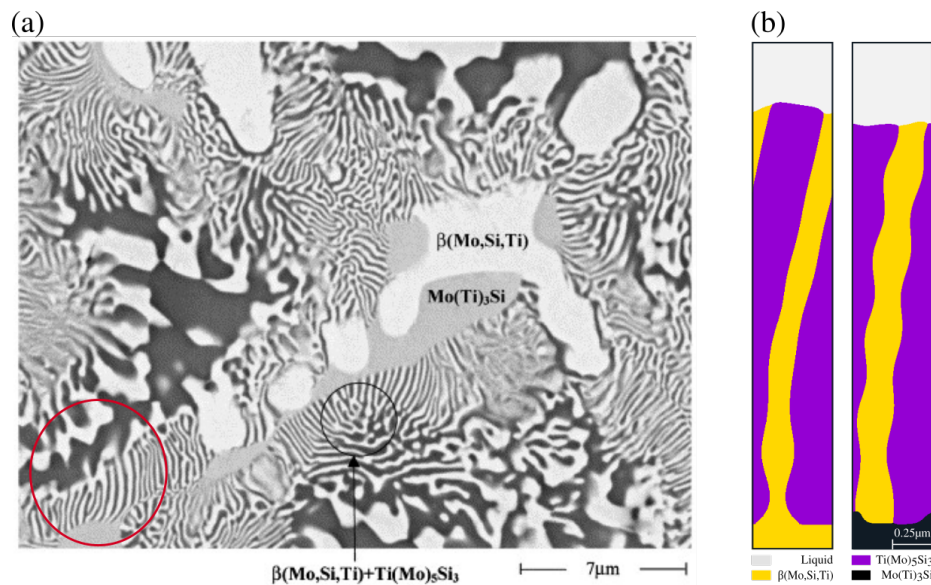 (a)
(b)
β(Mo,Si,Ti)
Mo(Ti)₃Si
β(Mo,Si,Ti)+Ti(Mo)₅Si₃
7μm
0.25μm
Liquid
Ti(Mo)₅Si₃
β(Mo,Si,Ti)
Mo(Ti)₃Si